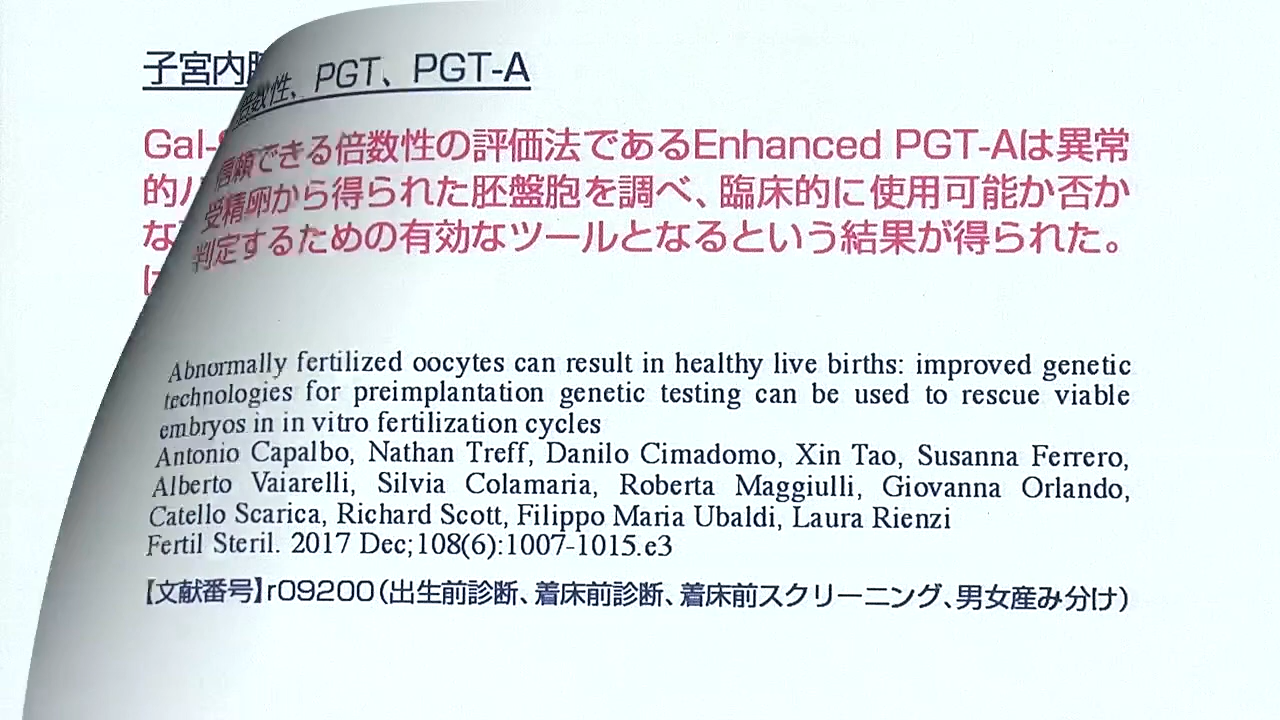 子宮内
倍数性、PGT、PGT-A
Gal-
信頼できる倍数性の評価法であるEnhanced PGT-Aは異常
的
受精卵から得られた胚盤胞を調べ、臨床的に使用可能か否か
な
判定するための有効なツールとなるという結果が得られた。
Abnormally fertilized oocytes can result in healthy live births: improved genetic
technologies for preimplantation genetic testing can be used to rescue viable
embryos in in vitro fertilization cycles
Antonio Capalbo, Nathan Treff, Danilo Cimadomo, Xin Tao, Susanna Ferrero,
Alberto Vaiarelli, Silvia Colamaria, Roberta Maggiulli, Giovanna Orlando,
Catello Scarica, Richard Scott, Filippo Maria Ubaldi, Laura Rienzi
Fertil Steril. 2017 Dec;108(6):1007-1015.e3
【文献番号】r09200（出生前診断、着床前診断、着床前スクリーニング、男女産み分け）